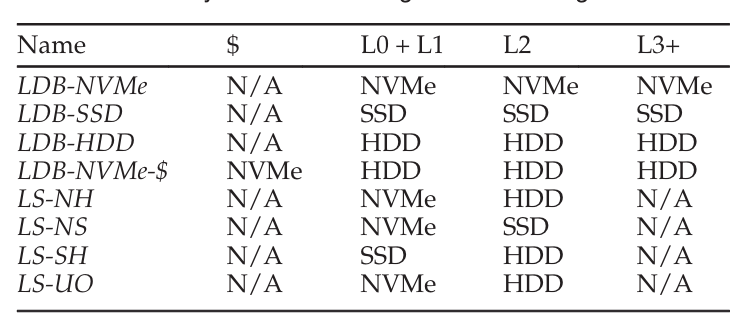 Name $ L0 + L1 L2 L3+
LDB-NVMe N/A NVMe NVMe NVMe
LDB-SSD N/A SSD SSD SSD
LDB-HDD N/A HDD HDD HDD
LDB-NVMe-$ NVMe HDD HDD HDD
LS-NH N/A NVMe HDD N/A
LS-NS N/A NVMe SSD N/A
LS-SH N/A SSD HDD N/A
LS-UO N/A NVMe HDD N/A